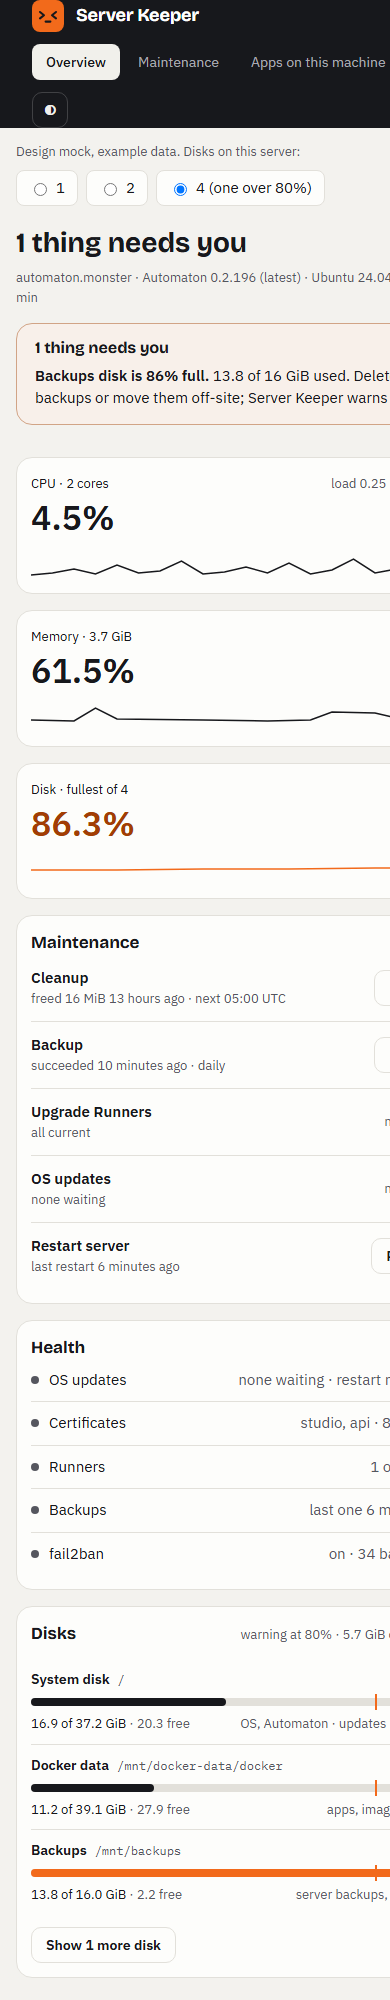 Server Keeper
Overview
Maintenance
Apps on this machine
Design mock, example data. Disks on this server:
1
2
4 (one over 80%)
1 thing needs you
automaton.monster · Automaton 0.2.196 (latest) · Ubuntu 24.04
min
1 thing needs you
Backups disk is 86% full. 13.8 of 16 GiB used. Delet
backups or move them off-site; Server Keeper warns
CPU · 2 cores
load 0.25
4.5%
Memory · 3.7 GiB
61.5%
Disk · fullest of 4
86.3%
Maintenance
Cleanup
freed 16 MiB 13 hours ago · next 05:00 UTC
Backup
succeeded 10 minutes ago · daily
Upgrade Runners
all current
OS updates
none waiting
Restart server
last restart 6 minutes ago
Health
OS updates
none waiting · restart
Certificates
studio, api · 8
Runners
1 o
Backups
last one 6 m
fail2ban
on · 34 ba
Disks
warning at 80% · 5.7 GiB
System disk /
16.9 of 37.2 GiB · 20.3 free
OS, Automaton · updates
Docker data /mnt/docker-data/docker
11.2 of 39.1 GiB · 27.9 free
apps, imag
Backups /mnt/backups
13.8 of 16.0 GiB · 2.2 free
server backups,
Show 1 more disk